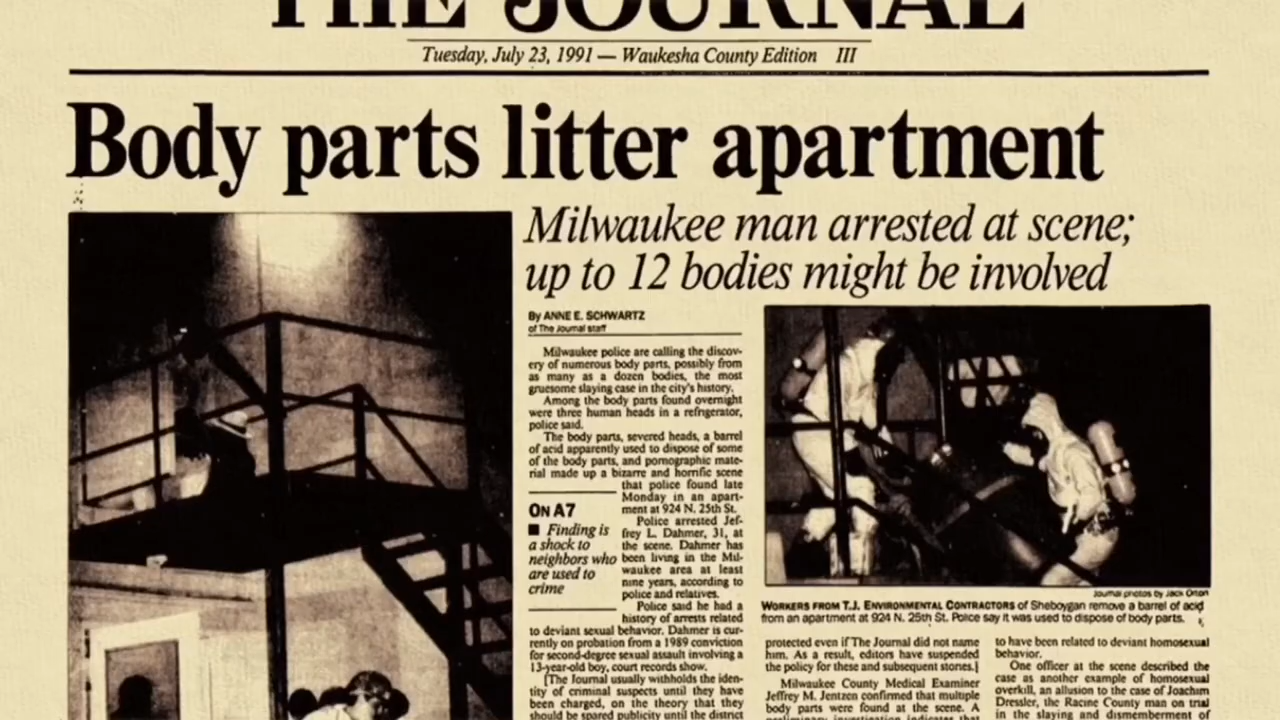 THE JOURNAL
Tuesday, July 23, 1991 — Waukesha County Edition III
Body parts litter apartment
Milwaukee man arrested at scene;
up to 12 bodies might be involved
By ANNE E. SCHWARTZ
of The Journal staff
Milwaukee police are calling the discov-
ery of numerous body parts, possibly from
as many as a dozen bodies, the most
gruesome slaying case in the city's history.
Among the body parts found overnight
were three human heads in a refrigerator,
police said.
The body parts, severed heads, a barrel
of acid apparently used to dispose of some
of the body parts, and pornographic mate-
rial made up a bizarre and horrific scene
that police found late
Monday in an apart-
ment at 924 N. 25th St.
Police arrested Jef-
frey L. Dahmer, 31, at
the scene. Dahmer has
been living in the Mil-
waukee area at least
nine years, according to
police and relatives.
Police said he had a
history of arrests related
to deviant sexual behavior. Dahmer is cur-
rently on probation from a 1989 conviction
for second-degree sexual assault involving a
13-year-old boy, court records show.
[The Journal usually withholds the iden-
tity of criminal suspects until they have
been charged, on the theory that they
should be spared publicity until the district
ON A7
■ Finding is
a shock to
neighbors who
are used to
crime
Journal photos by Jack Orton
WORKERS FROM T.J. ENVIRONMENTAL CONTRACTORS of Sheboygan remove a barrel of acid
from an apartment at 924 N. 25th St. Police say it was used to dispose of body parts.
protected even if The Journal did not name
him. As a result, editors have suspended
the policy for these and subsequent stories.]
Milwaukee County Medical Examiner
Jeffrey M. Jentzen confirmed that multiple
body parts were found at the scene. A
preliminary investigation indicates that
to have been related to deviant homosexual
behavior.
One officer at the scene described the
case as another example of homosexual
overkill, an allusion to the case of Joachim
Dressler, the Racine County man on trial
in the slaying and dismemberment of